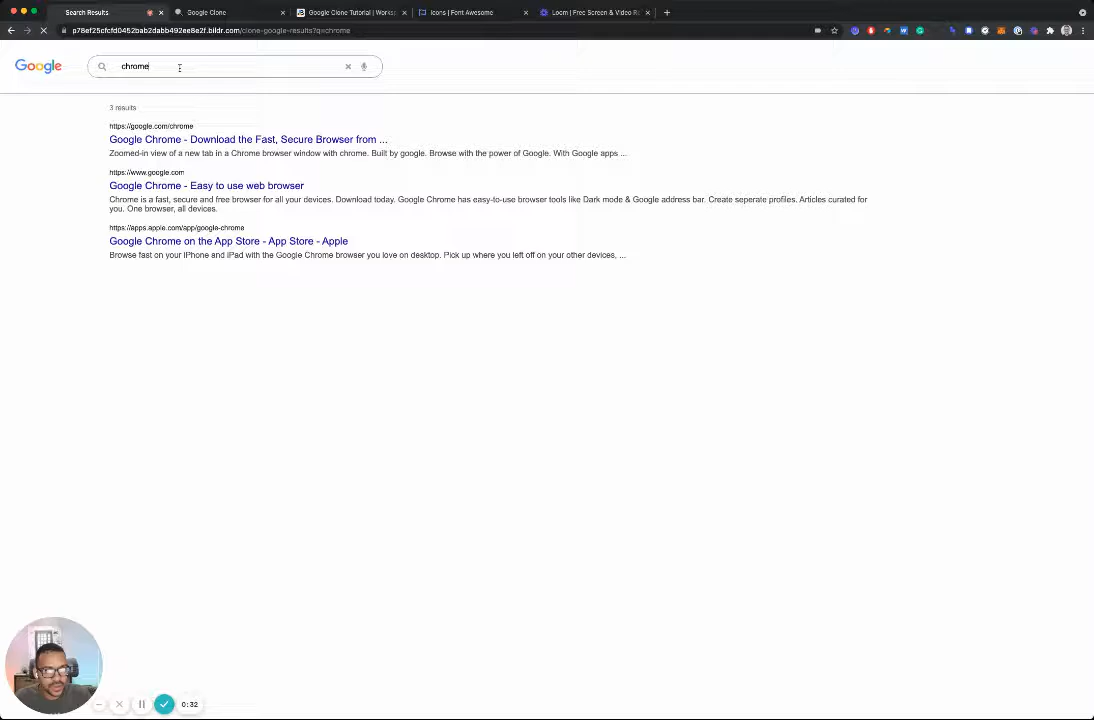 Search Results
Google Clone
Google Clone Tutorial | Works
Icons | Font Awesome
Loom | Free Screen & Video Re
p78ef25cfcfd0452bab2dabb492ee8e2f.bildr.com/clone-google-results?q=chrome
Google
chrome
3 results
https://google.com/chrome
Google Chrome - Download the Fast, Secure Browser from ...
Zoomed-in view of a new tab in a Chrome browser window with chrome. Built by google. Browse with the power of Google. With Google apps ...
https://www.google.com
Google Chrome - Easy to use web browser
Chrome is a fast, secure and free browser for all your devices. Download today. Google Chrome has easy-to-use browser tools like Dark mode & Google address bar. Create seperate profiles. Articles curated for
you. One browser, all devices.
https://apps.apple.com/app/google-chrome
Google Chrome on the App Store - App Store - Apple
Browse fast on your iPhone and iPad with the Google Chrome browser you love on desktop. Pick up where you left off on your other devices, ...
0:32